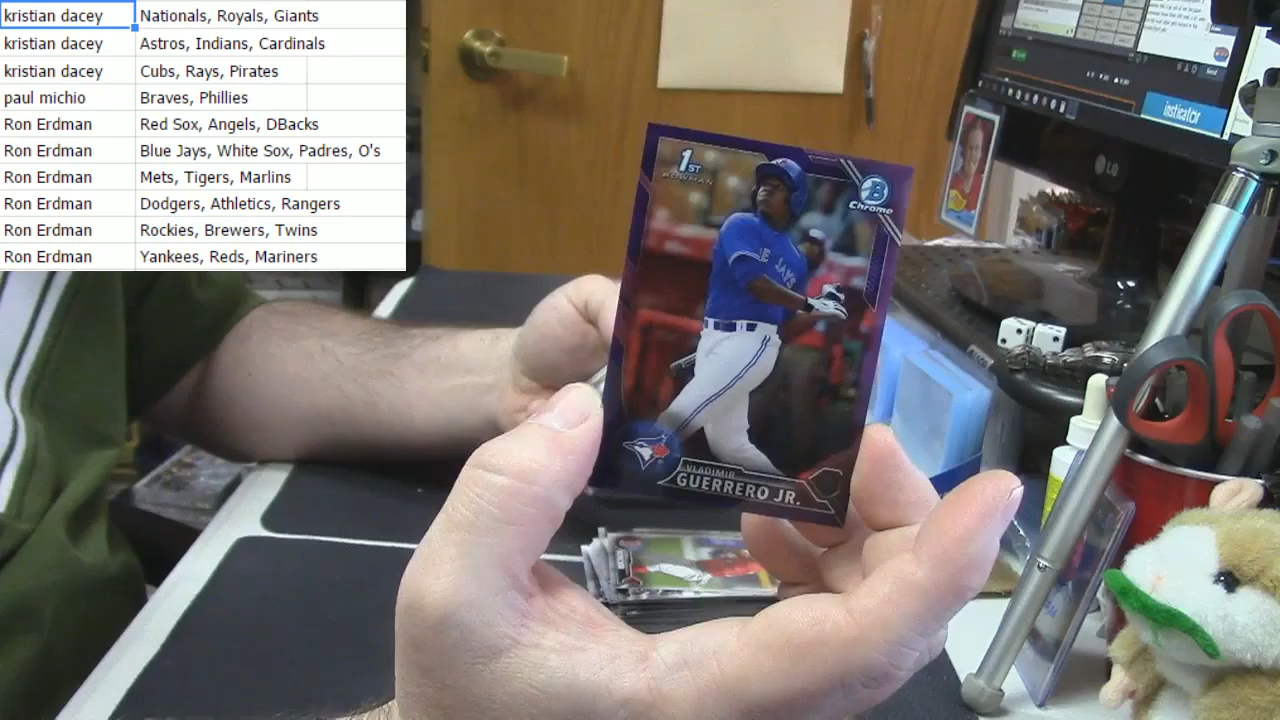 kristian dacey Nationals, Royals, Giants
kristian dacey Astros, Indians, Cardinals
kristian dacey Cubs, Rays, Pirates
paul michio Braves, Phillies
Ron Erdman Red Sox, Angels, DBacks
Ron Erdman Blue Jays, White Sox, Padres, O's
Ron Erdman Mets, Tigers, Marlins
Ron Erdman Dodgers, Athletics, Rangers
Ron Erdman Rockies, Brewers, Twins
Ron Erdman Yankees, Reds, Mariners
1ST
BOWMAN
B
Chrome
JAYS
VLADIMIR
GUERRERO JR.
insticator
LG